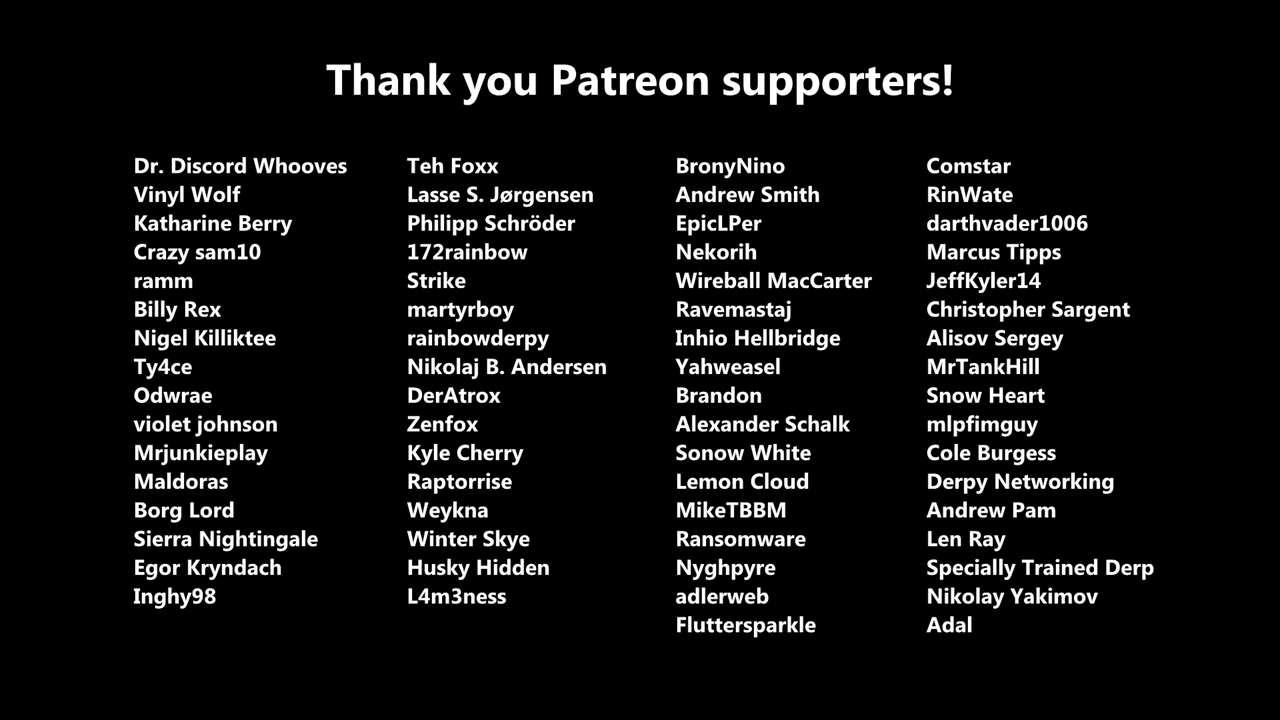 Thank you Patreon supporters!
Dr. Discord Whooves
Vinyl Wolf
Katharine Berry
Crazy sam10
ramm
Billy Rex
Nigel Killiktee
Ty4ce
Odwrae
violet johnson
Mrjunkieplay
Maldoras
Borg Lord
Sierra Nightingale
Egor Kryndach
Inghy98
Teh Foxx
Lasse S. Jørgensen
Philipp Schröder
172rainbow
Strike
martyrboy
rainbowderpy
Nikolaj B. Andersen
DerAtrox
Zenfox
Kyle Cherry
Raptorrise
Weykna
Winter Skye
Husky Hidden
L4m3ness
BronyNino
Andrew Smith
EpicLPer
Nekorih
Wireball MacCarter
Ravemastaj
Inhio Hellbridge
Yahweasel
Brandon
Alexander Schalk
Sonow White
Lemon Cloud
MikeTBBM
Ransomware
Nyghpyre
adlerweb
Fluttersparkle
Comstar
RinWate
darthvader1006
Marcus Tipps
JeffKyler14
Christopher Sargent
Alisov Sergey
MrTankHill
Snow Heart
mlpfimguy
Cole Burgess
Derpy Networking
Andrew Pam
Len Ray
Specially Trained Derp
Nikolay Yakimov
Adal